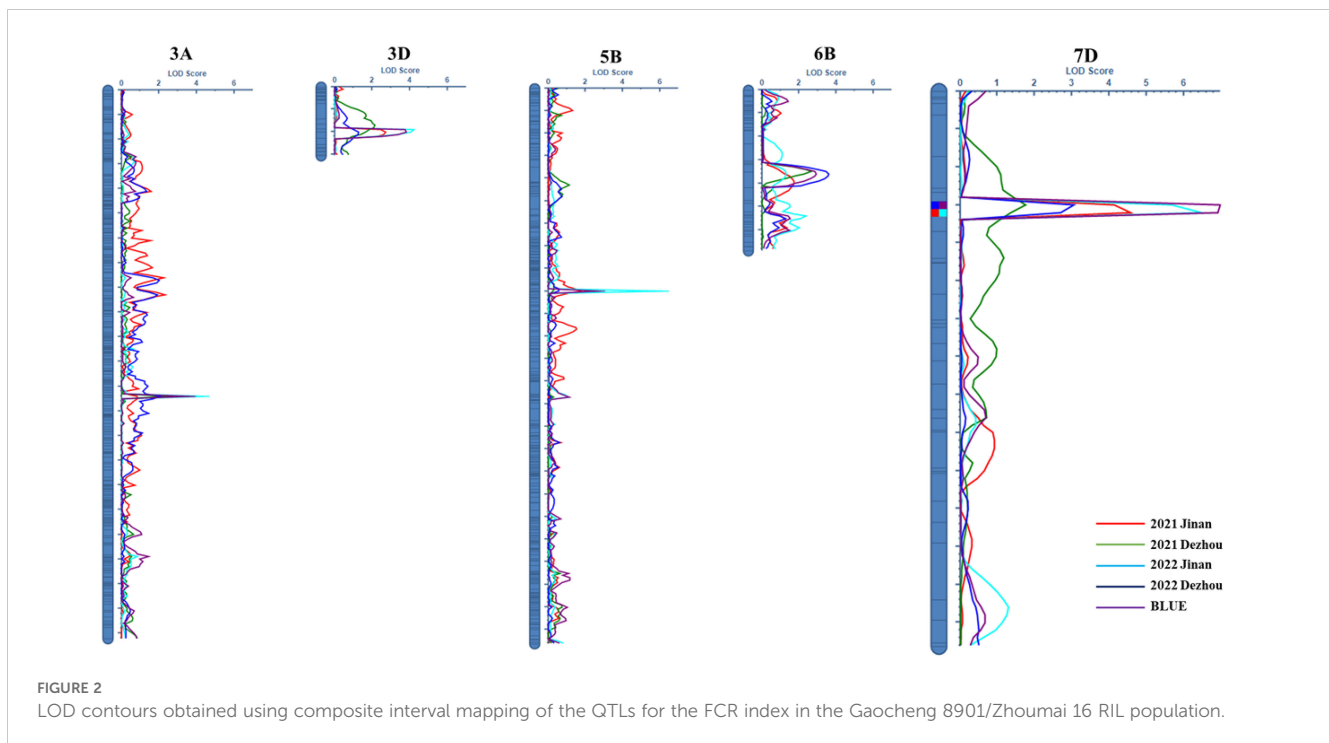 3A
LOD Score
0 2 4 6
3D
LOD Score
0 2 4 6
5B
LOD Score
0 2 4 6
6B
LOD Score
0 2 4 6
7D
LOD Score
0 1 2 3 4 5 6
2021 Jinan
2021 Dezhou
2022 Jinan
2022 Dezhou
BLUE
FIGURE 2
LOD contours obtained using composite interval mapping of the QTLs for the FCR index in the Gaocheng 8901/Zhoumai 16 RIL population.